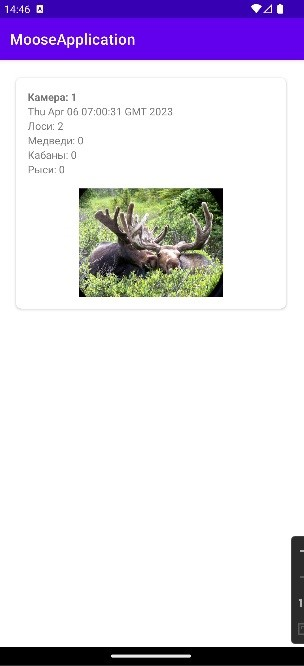 14:46
MooseApplication
Камера: 1
Thu Apr 06 07:00:31 GMT 2023
Лоси: 2
Медведи: 0
Кабаны: 0
Рыси: 0
1